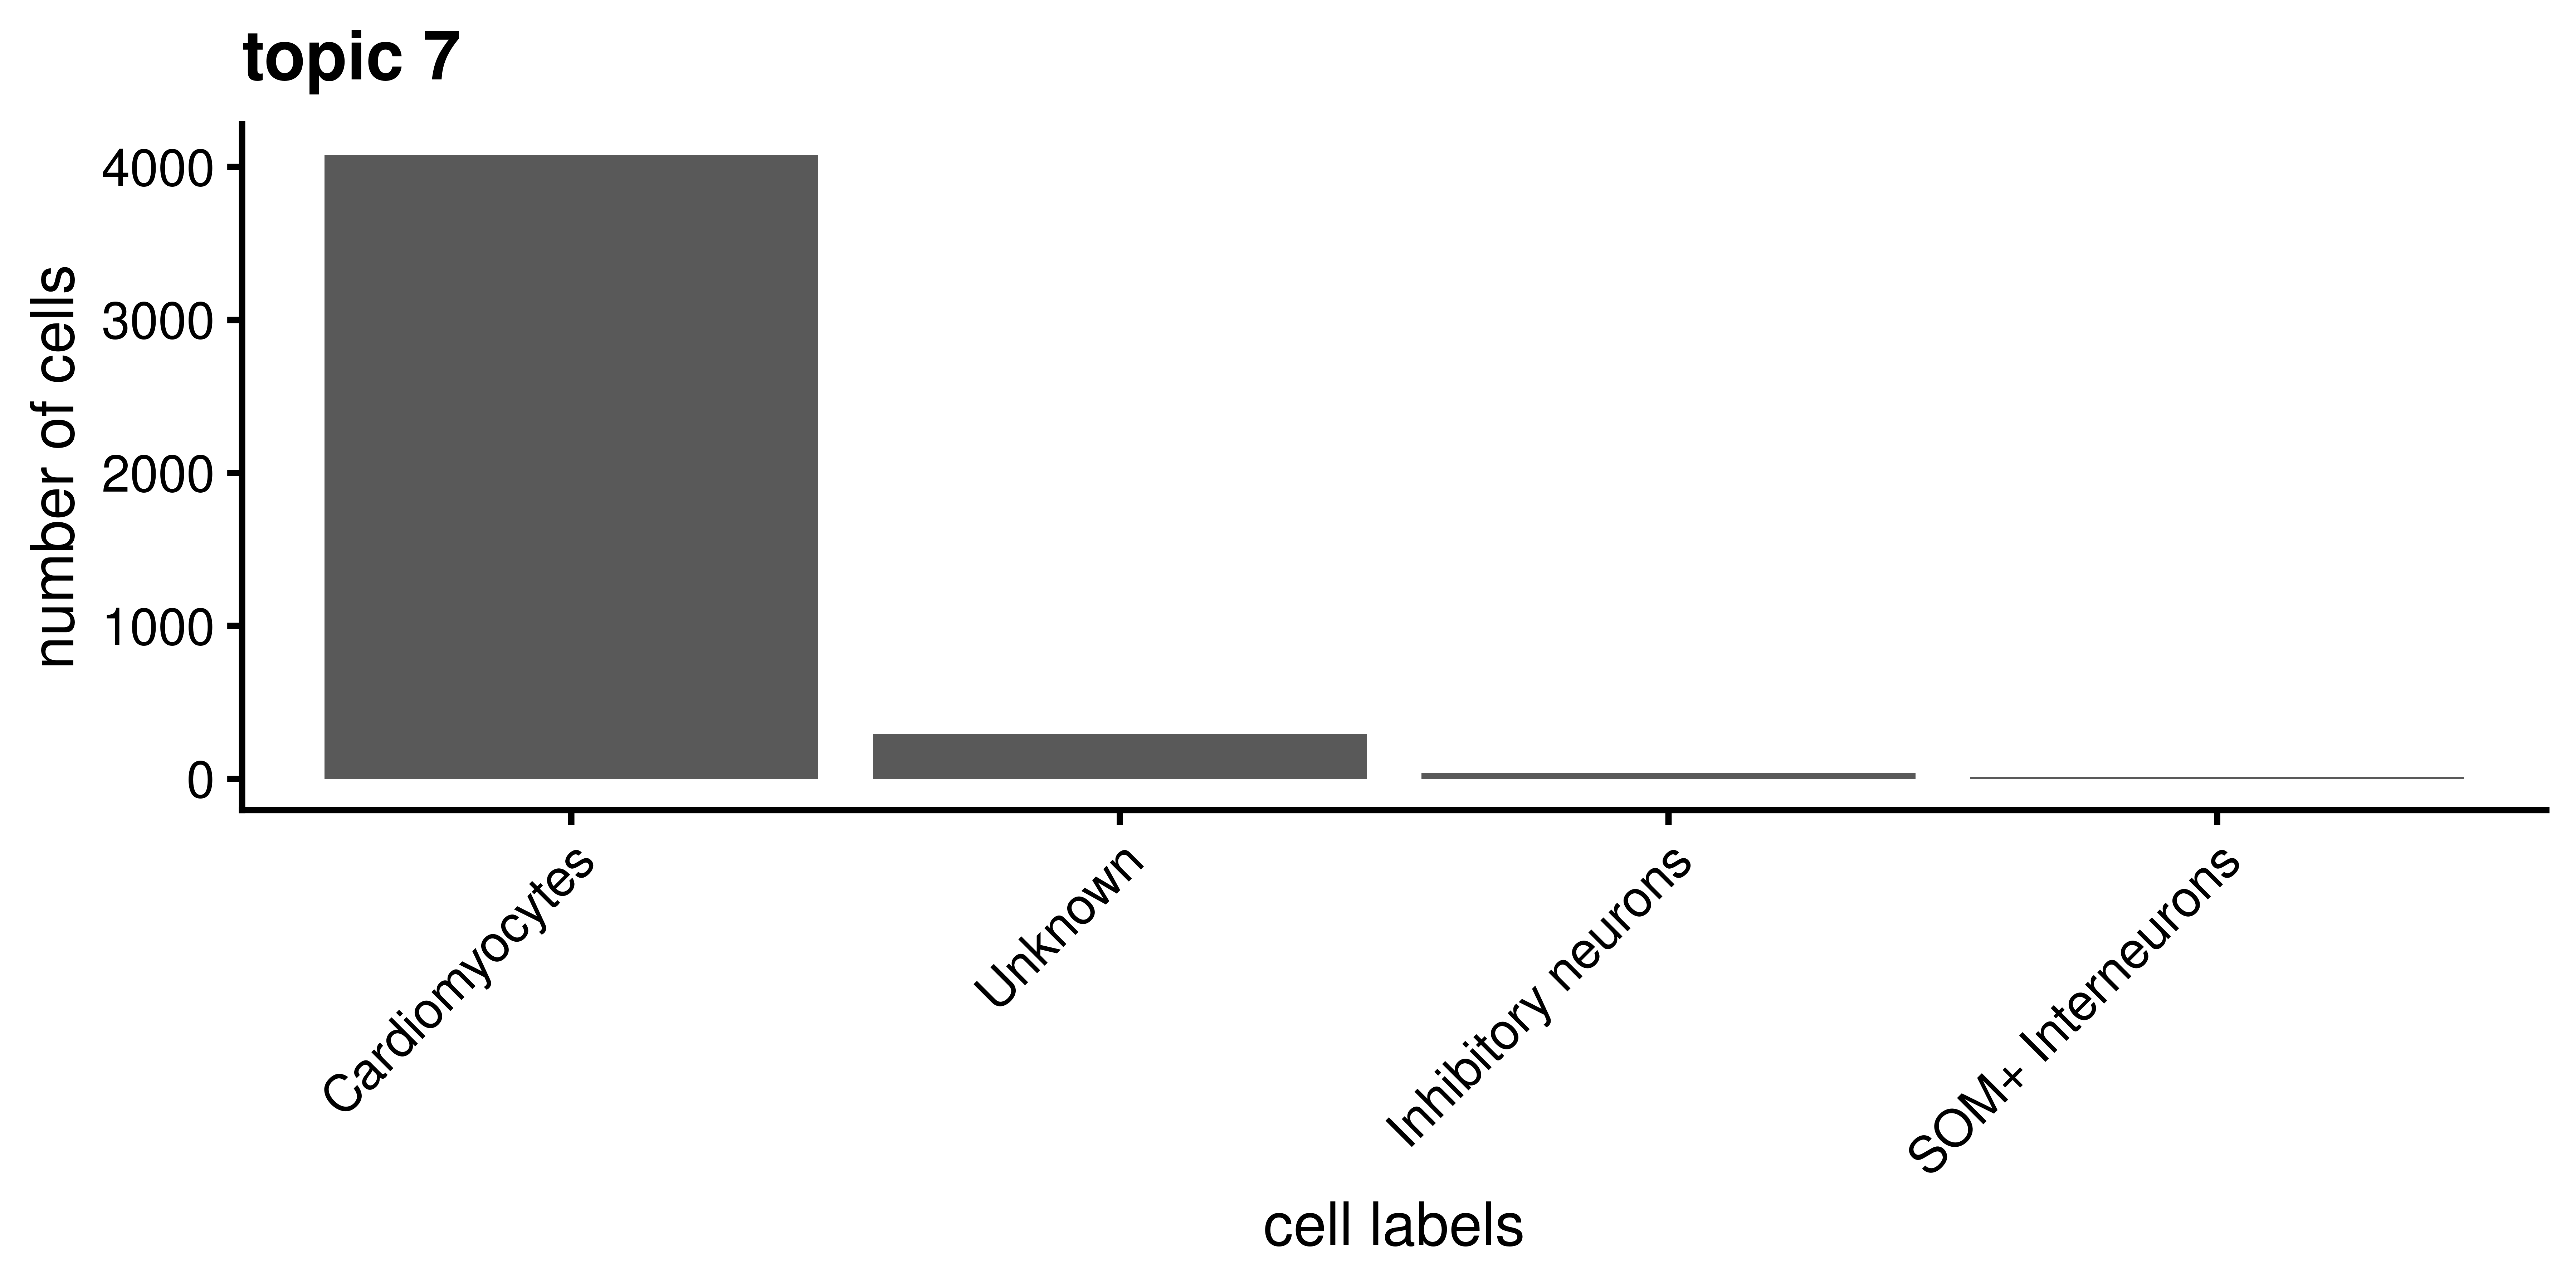 topic 7
number of cells
4000
3000
2000
1000
0
Cardiomyocytes
Unknown
Inhibitory neurons
SOM+ Interneurons
cell labels